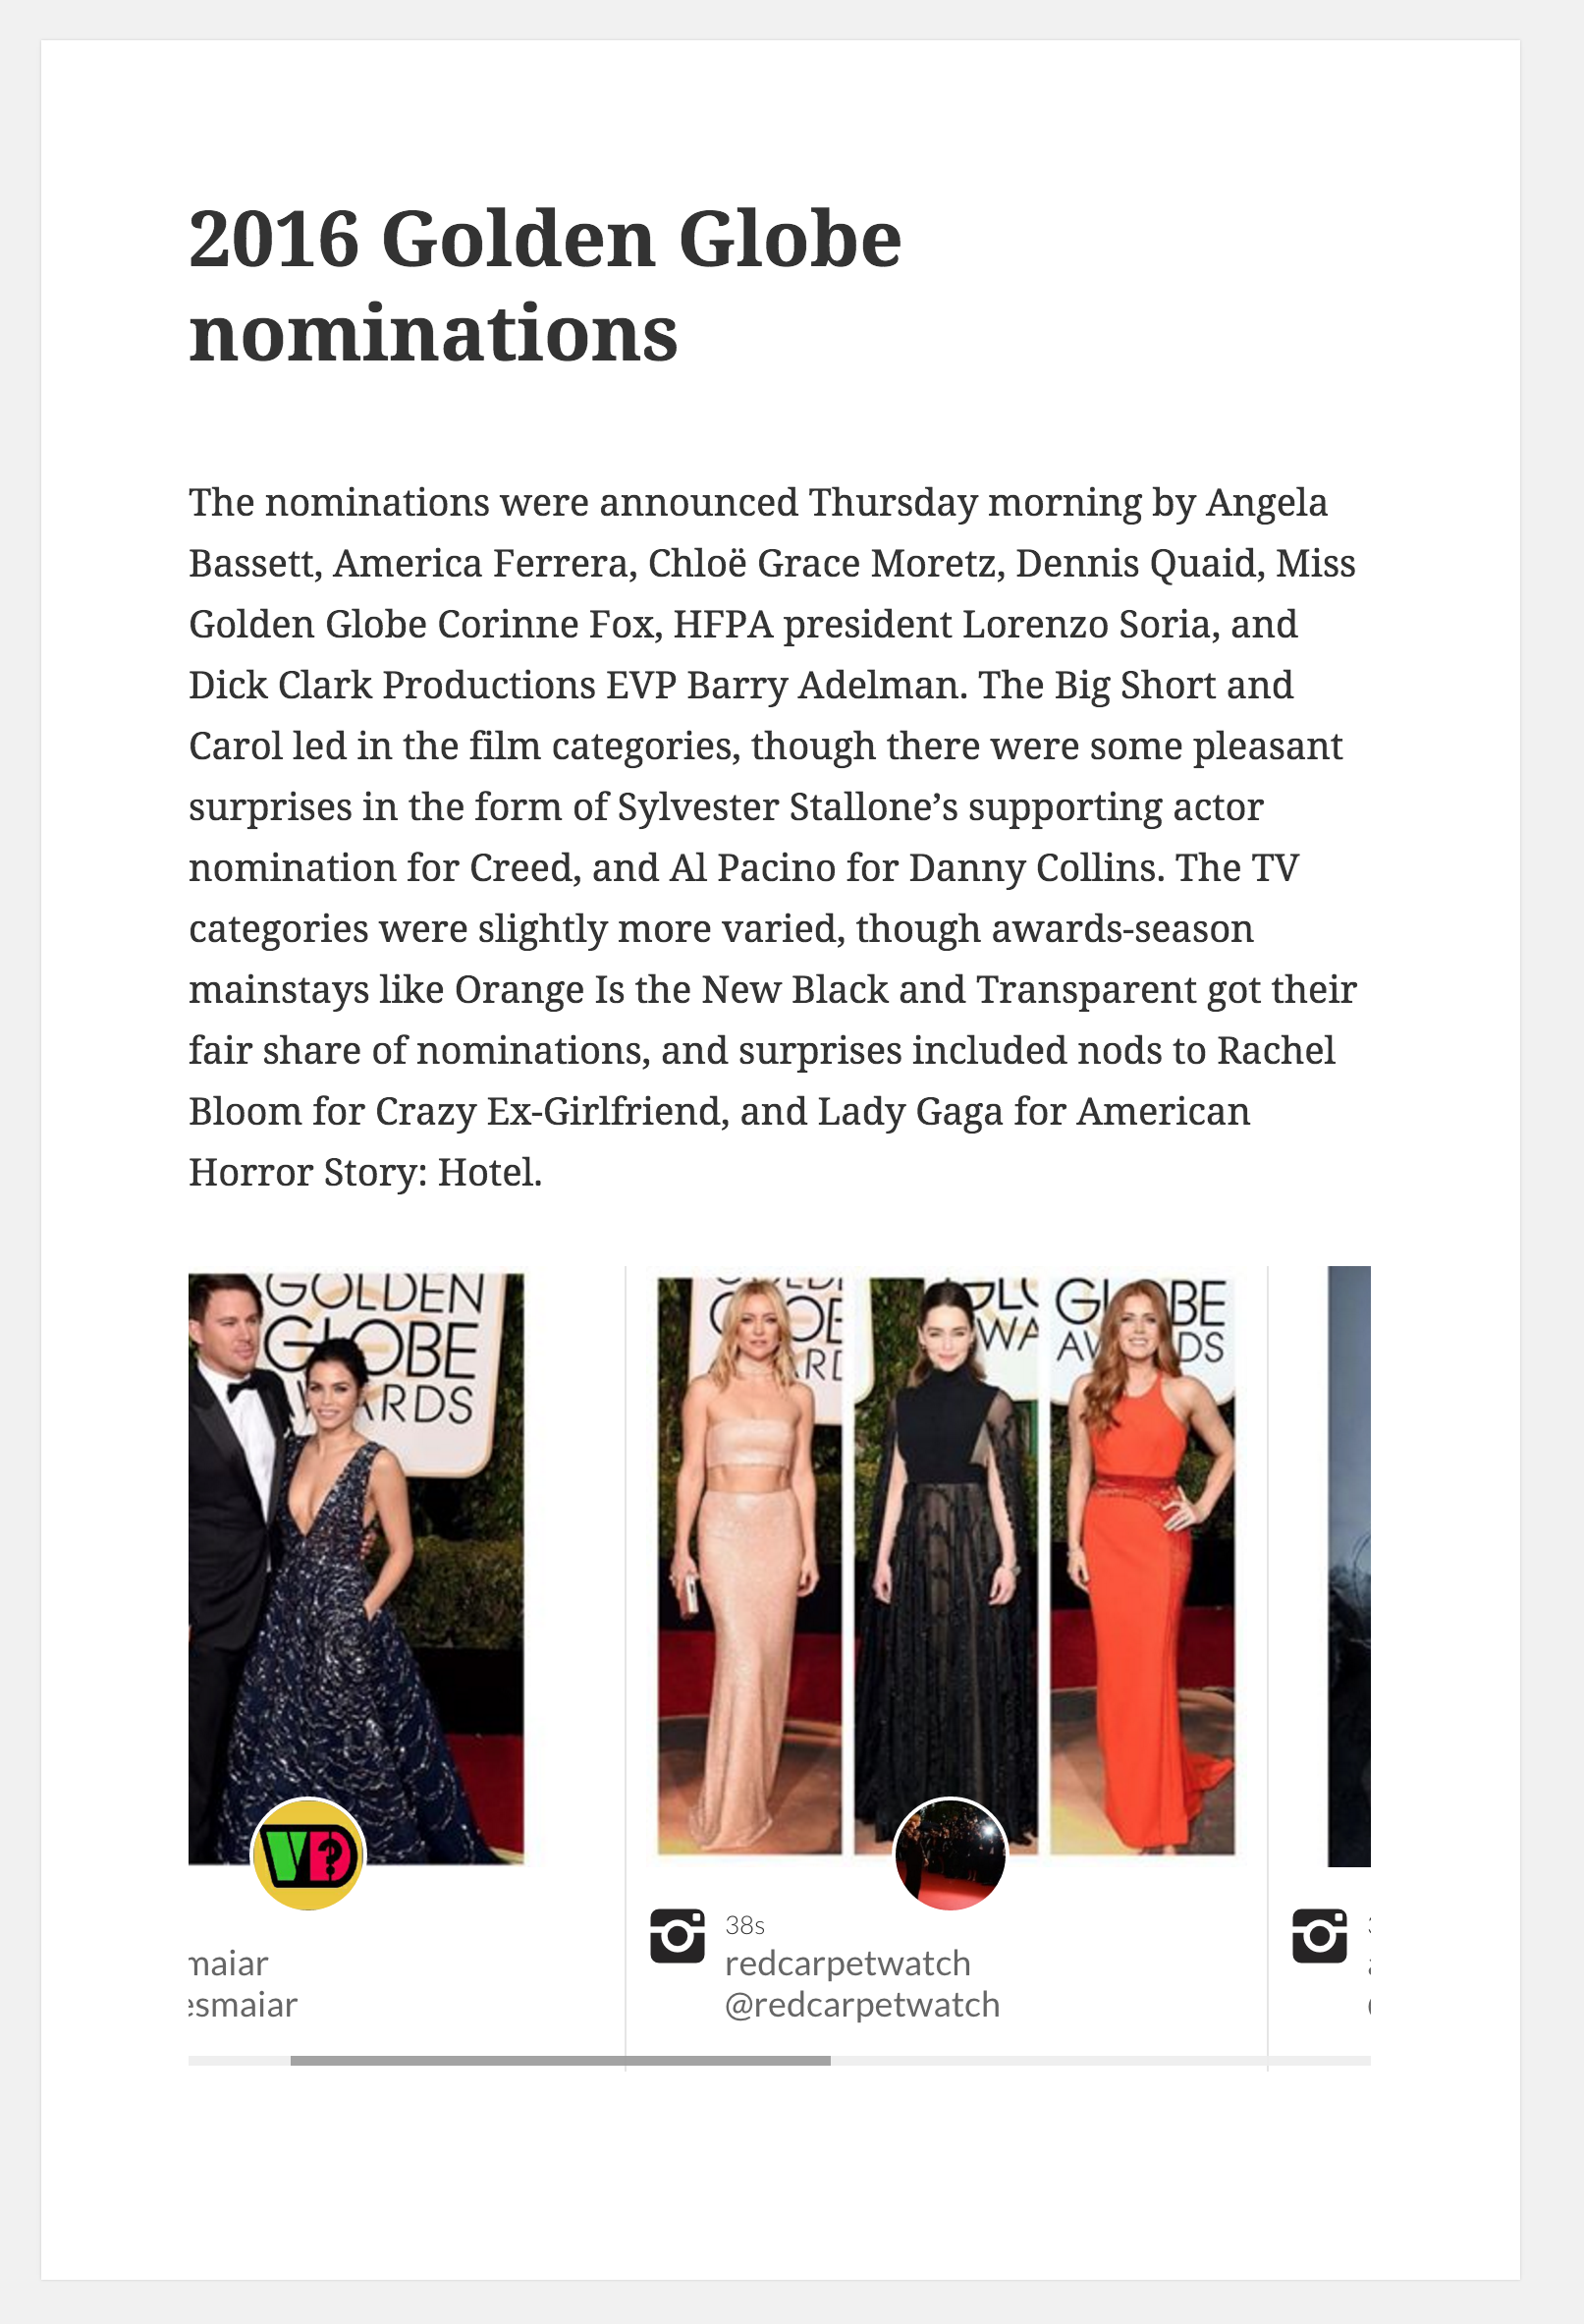 2016 Golden Globe
nominations
The nominations were announced Thursday morning by Angela
Bassett, America Ferrera, Chloë Grace Moretz, Dennis Quaid, Miss
Golden Globe Corinne Fox, HFPA president Lorenzo Soria, and
Dick Clark Productions EVP Barry Adelman. The Big Short and
Carol led in the film categories, though there were some pleasant
surprises in the form of Sylvester Stallone’s supporting actor
nomination for Creed, and Al Pacino for Danny Collins. The TV
categories were slightly more varied, though awards-season
mainstays like Orange Is the New Black and Transparent got their
fair share of nominations, and surprises included nods to Rachel
Bloom for Crazy Ex-Girlfriend, and Lady Gaga for American
Horror Story: Hotel.
GOLDEN
GLOBE
AWARDS
GLOBE
AWARDS
VD?
maiar
esmaiar
38s
redcarpetwatch
@redcarpetwatch